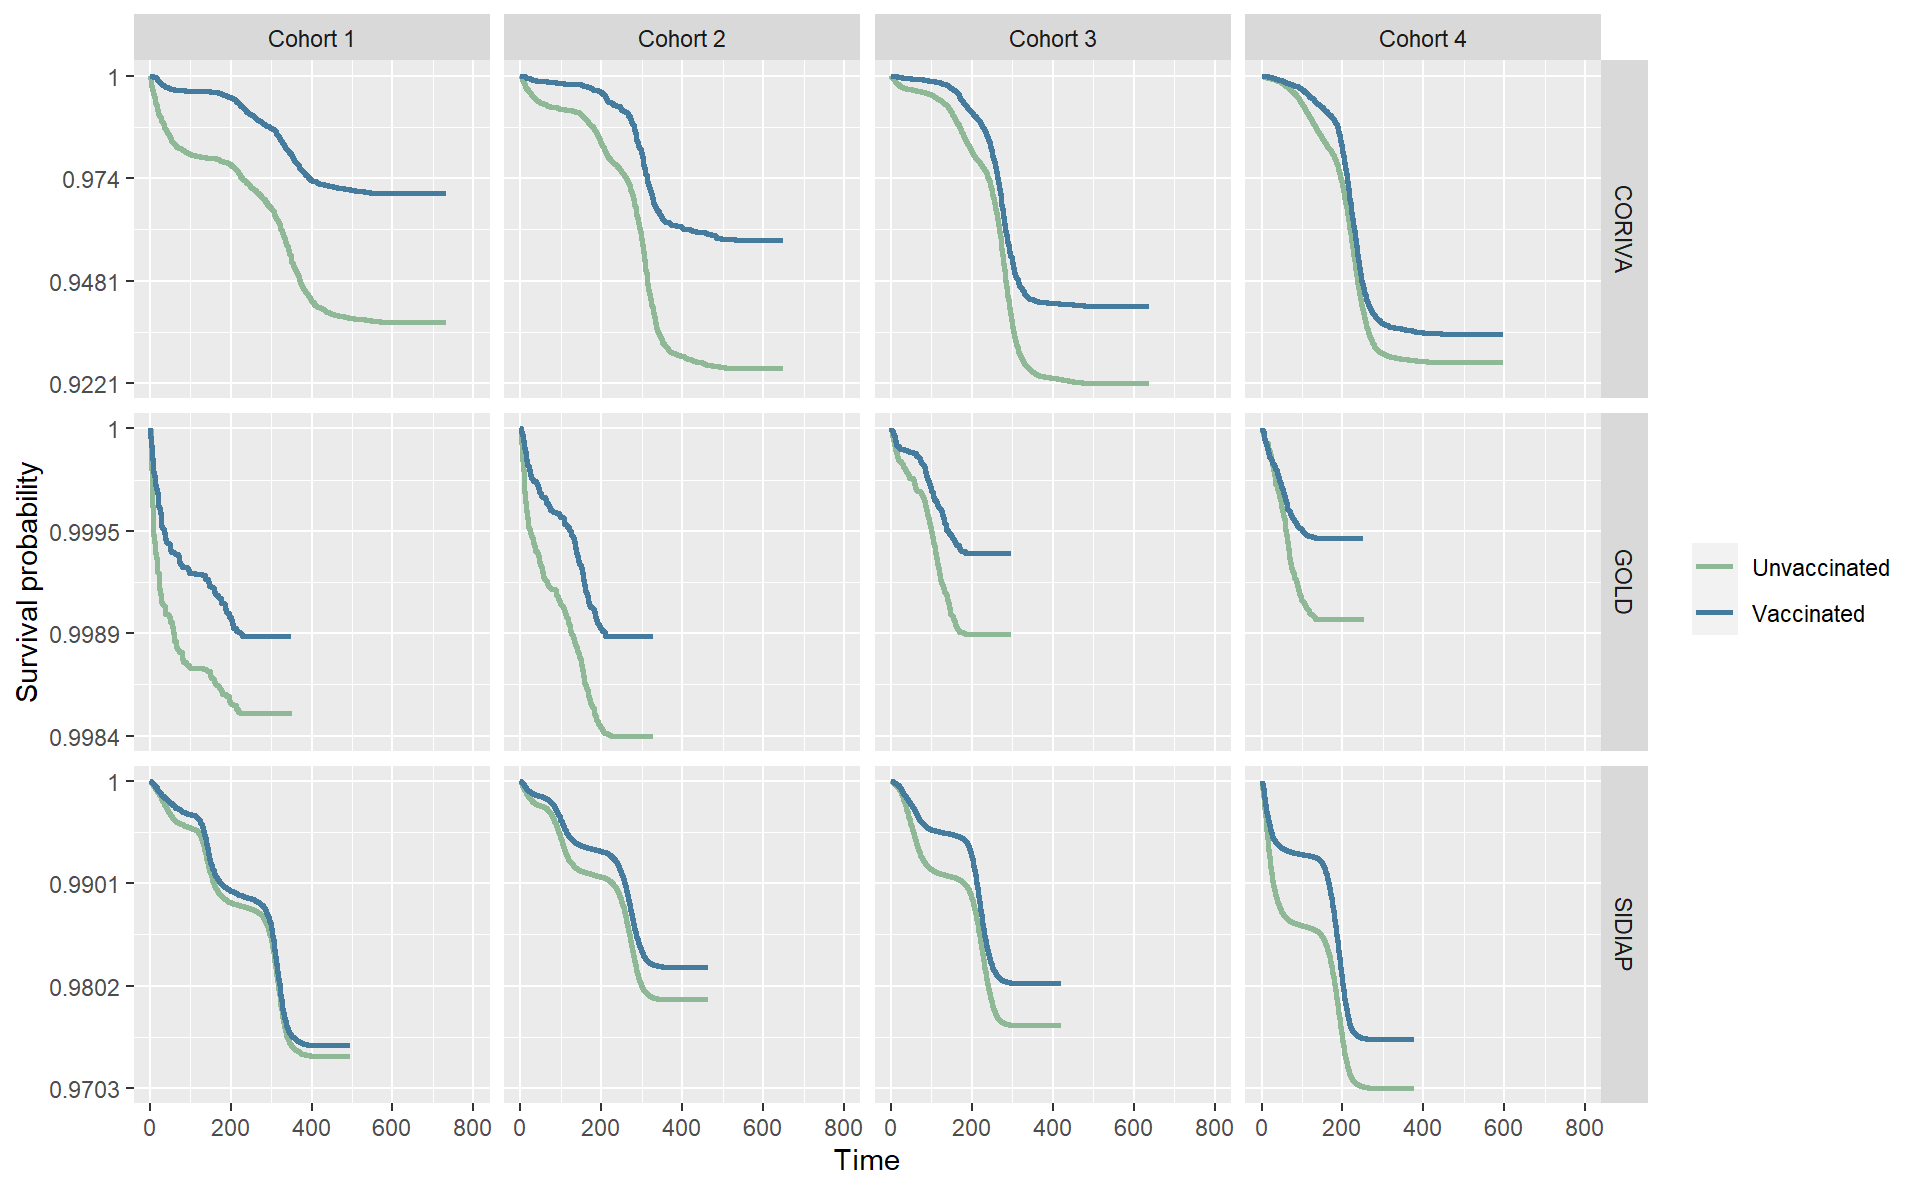 Cohort 1 Cohort 2 Cohort 3 Cohort 4
1
0.974
0.9481
0.9221
CORIVA
1
0.9995
0.9989
0.9984
GOLD
1
0.9901
0.9802
0.9703
SIDIAP
0 200 400 600 800 0 200 400 600 800 0 200 400 600 800 0 200 400 600 800
Time
Survival probability
Unvaccinated
Vaccinated